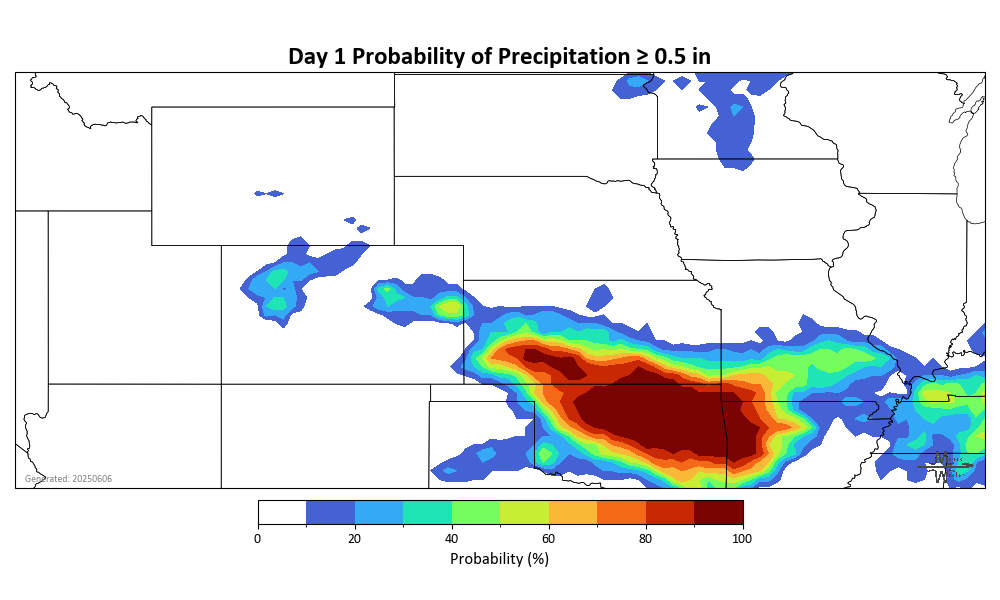 Day 1 Probability of Precipitation ≥ 0.5 in
Generated: 20250606
0 20 40 60 80 100
Probability (%)